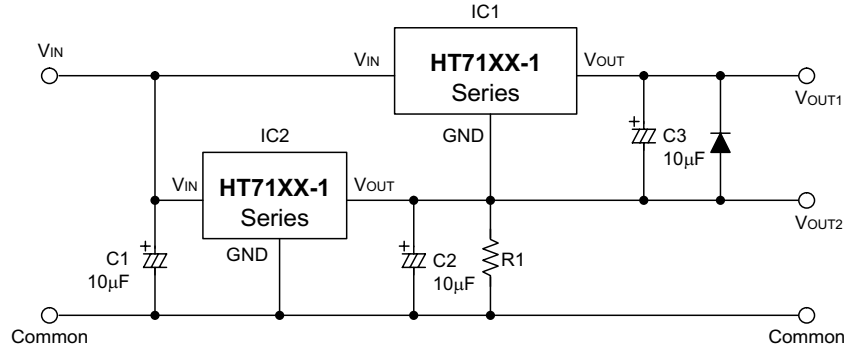 IC1
VIN
VIN
HT71XX-1
Series
VOUT
VOUT1
GND
C3
10µF
IC2
VIN
HT71XX-1
Series
VOUT
VOUT2
GND
C1
10µF
C2
10µF
R1
Common
Common